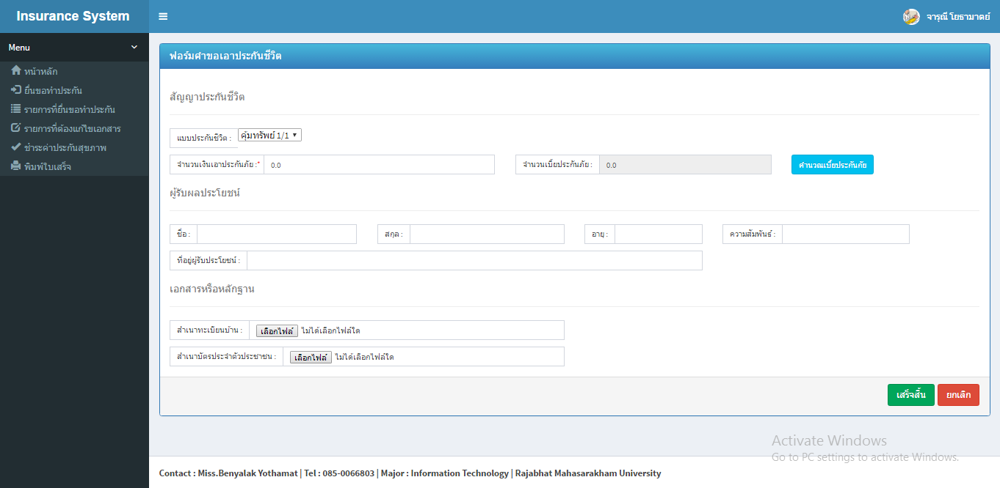 Insurance System
จารุณี โยธามาตย์
Menu
หน้าหลัก
ยื่นขอทำประกัน
รายการที่ยื่นขอทำประกัน
รายการที่ต้องแก้ไขเอกสาร
ชำระค่าประกันสุขภาพ
พิมพ์ใบเสร็จ
ฟอร์มคำขอเอาประกันชีวิต
สัญญาประกันชีวิต
แบบประกันชีวิต : คุ้มทรัพย์ 1/1
จำนวนเงินเอาประกันภัย :* 0.0 จำนวนเบี้ยประกันภัย : 0.0 คำนวณเบี้ยประกันภัย
ผู้รับผลประโยชน์
ชื่อ : สกุล : อายุ : ความสัมพันธ์ :
ที่อยู่ผู้รับประโยชน์ :
เอกสารหรือหลักฐาน
สำเนาทะเบียนบ้าน : เลือกไฟล์ ไม่ได้เลือกไฟล์ใด
สำเนาบัตรประจำตัวประชาชน : เลือกไฟล์ ไม่ได้เลือกไฟล์ใด
เสร็จสิ้น ยกเลิก
Activate Windows
Go to PC settings to activate Windows.
Contact : Miss.Benyalak Yothamat | Tel : 085-0066803 | Major : Information Technology | Rajabhat Mahasarakham University